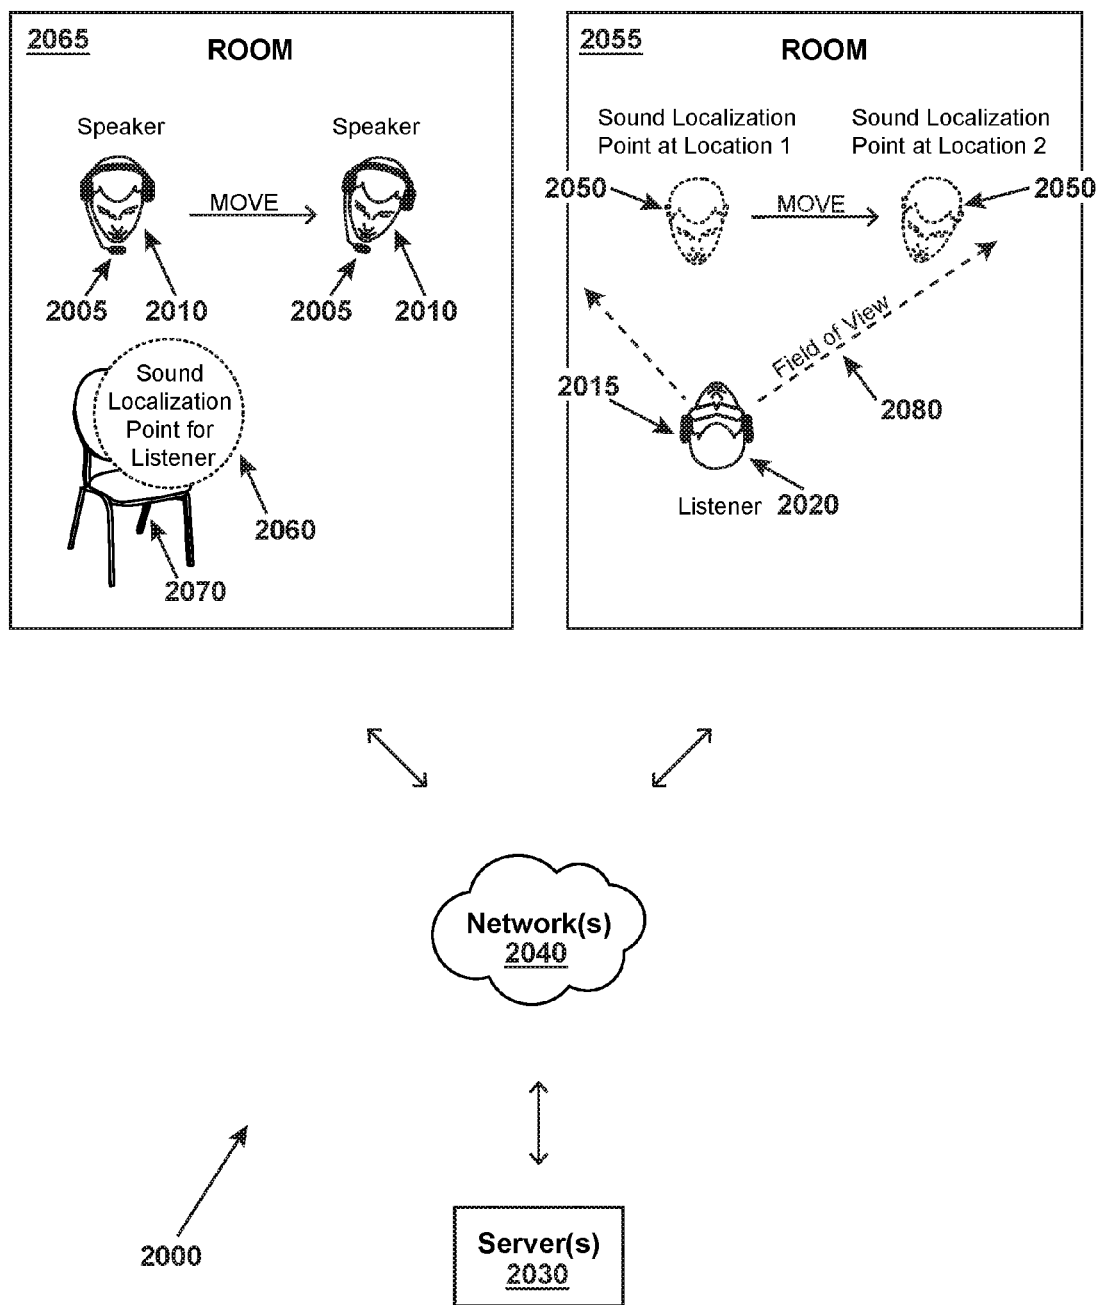 2065
ROOM
Speaker
Speaker
MOVE
2005
2010
2005
2010
Sound
Localization
Point for
Listener
2060
2070
2055
ROOM
Sound Localization
Point at Location 1
Sound Localization
Point at Location 2
2050
MOVE
2050
Field of View
2015
2080
Listener
2020
Network(s)
2040
2000
Server(s)
2030